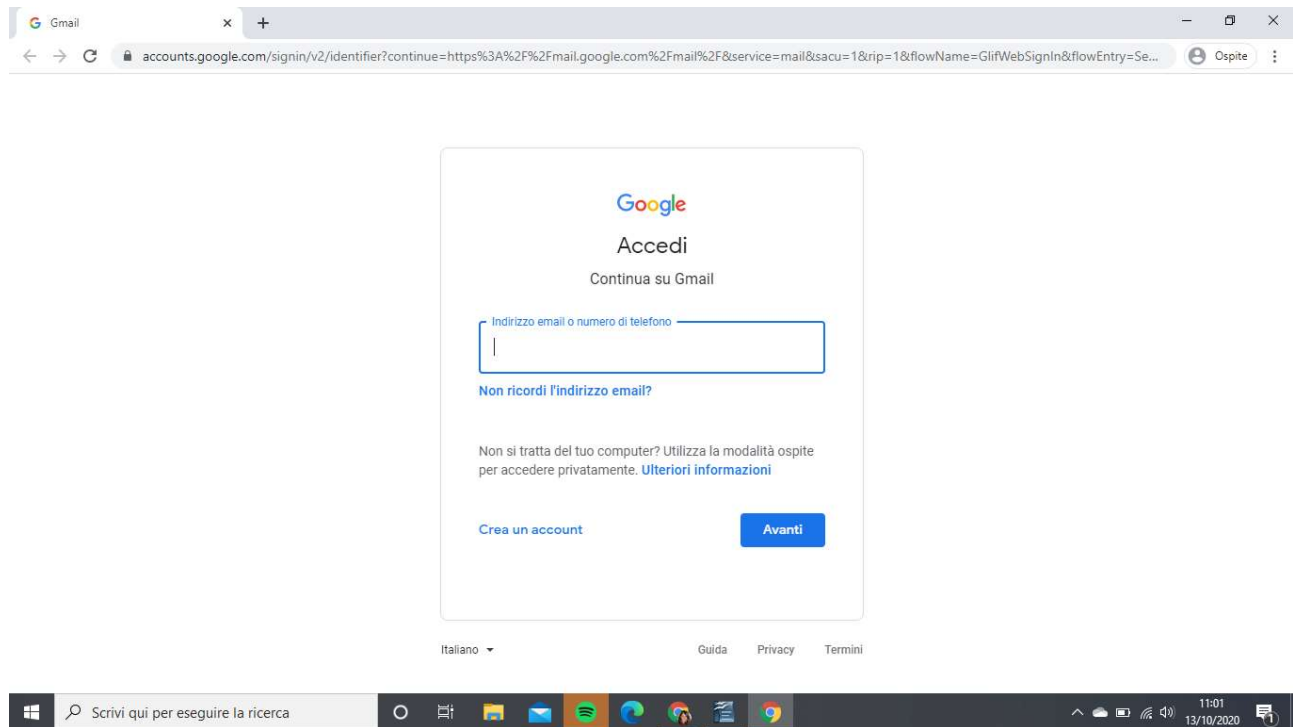 Gmail
accounts.google.com/signin/v2/identifier?continue=https%3A%2F%2Fmail.google.com%2Fmail%2F&service=mail&sacu=1&rip=1&flowName=GlifWebSignIn&flowEntry=Se...
Ospite
Google
Accedi
Continua su Gmail
Indirizzo email o numero di telefono
Non ricordi l'indirizzo email?
Non si tratta del tuo computer? Utilizza la modalità ospite
per accedere privatamente. Ulteriori informazioni
Crea un account
Avanti
Italiano
Guida Privacy Termini
Scrivi qui per eseguire la ricerca
11:01
13/10/2020